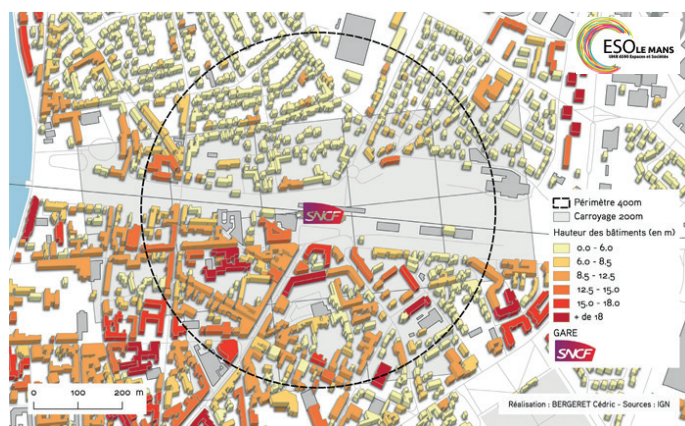 ESO LE MANS
UMR 6590 Espaces et Sociétés
SNCF
Périmètre 400m
Carroyage 200m
Hauteur des bâtiments (en m)
0.0 - 6.0
6.0 - 8.5
8.5 - 12.5
12.5 - 15.0
15.0 - 18.0
+ de 18
GARE
SNCF
0 100 200 m
Réalisation : BERGERET Cédric - Sources : IGN